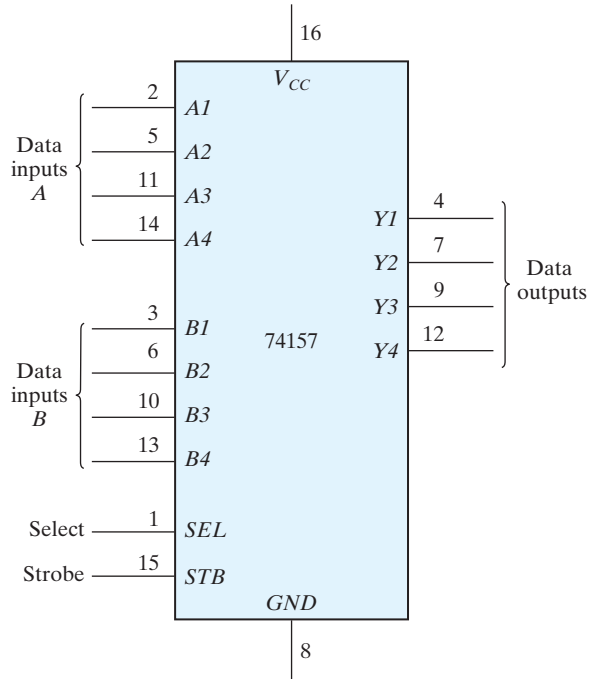 16
V_CC
2
A1
5
A2
11
A3
14
A4
Data
inputs
A
Y1
4
Y2
7
Y3
9
Y4
12
Data
outputs
3
B1
6
B2
10
B3
13
B4
Data
inputs
B
74157
Select
1
SEL
Strobe
15
STB
GND
8